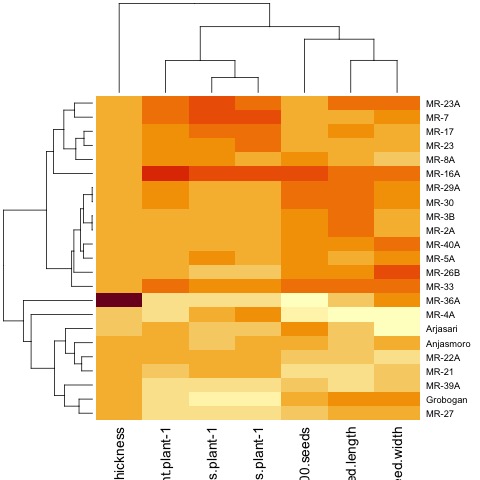 MR-23A
MR-7
MR-17
MR-23
MR-8A
MR-16A
MR-29A
MR-30
MR-3B
MR-2A
MR-40A
MR-5A
MR-26B
MR-33
MR-36A
MR-4A
Arjasari
Anjasmoro
MR-22A
MR-21
MR-39A
Grobogan
MR-27
hickness
nt.plant-1
s.plant-1
s.plant-1
00.seeds
ed.length
eed.width